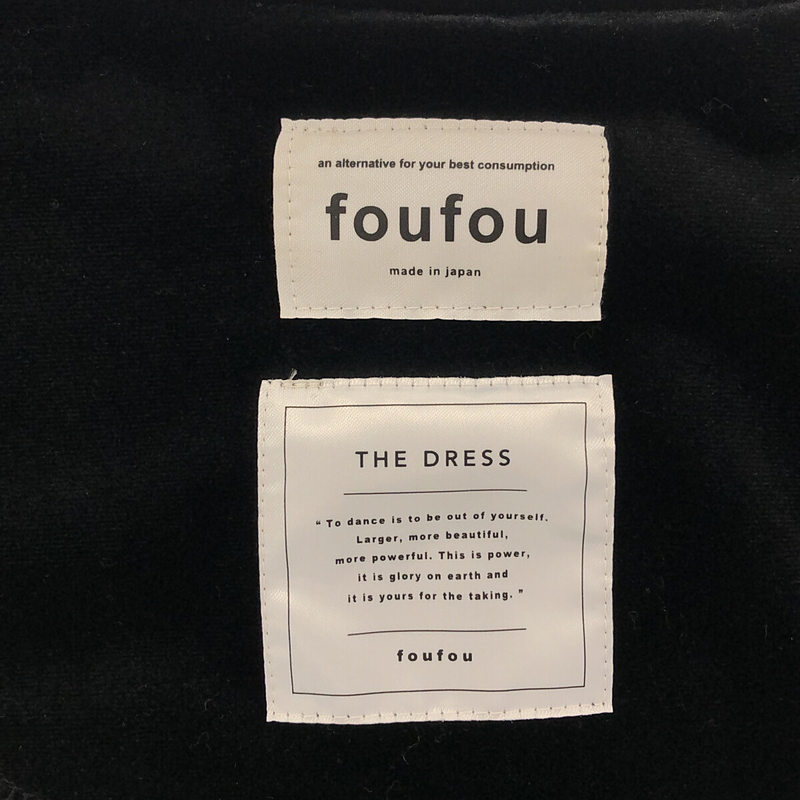 an alternative for your best consumption
foufou
made in japan
THE DRESS
“ To dance is to be out of yourself.
Larger, more beautiful,
more powerful. This is power,
it is glory on earth and
it is yours for the taking. ”
foufou